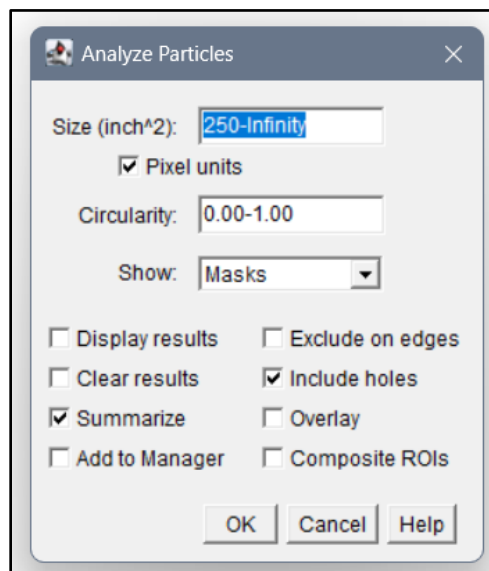 Analyze Particles
Size (inch^2): 250-Infinity
Pixel units
Circularity: 0.00-1.00
Show: Masks
Display results Exclude on edges
Clear results Include holes
Summarize Overlay
Add to Manager Composite ROIs
OK Cancel Help